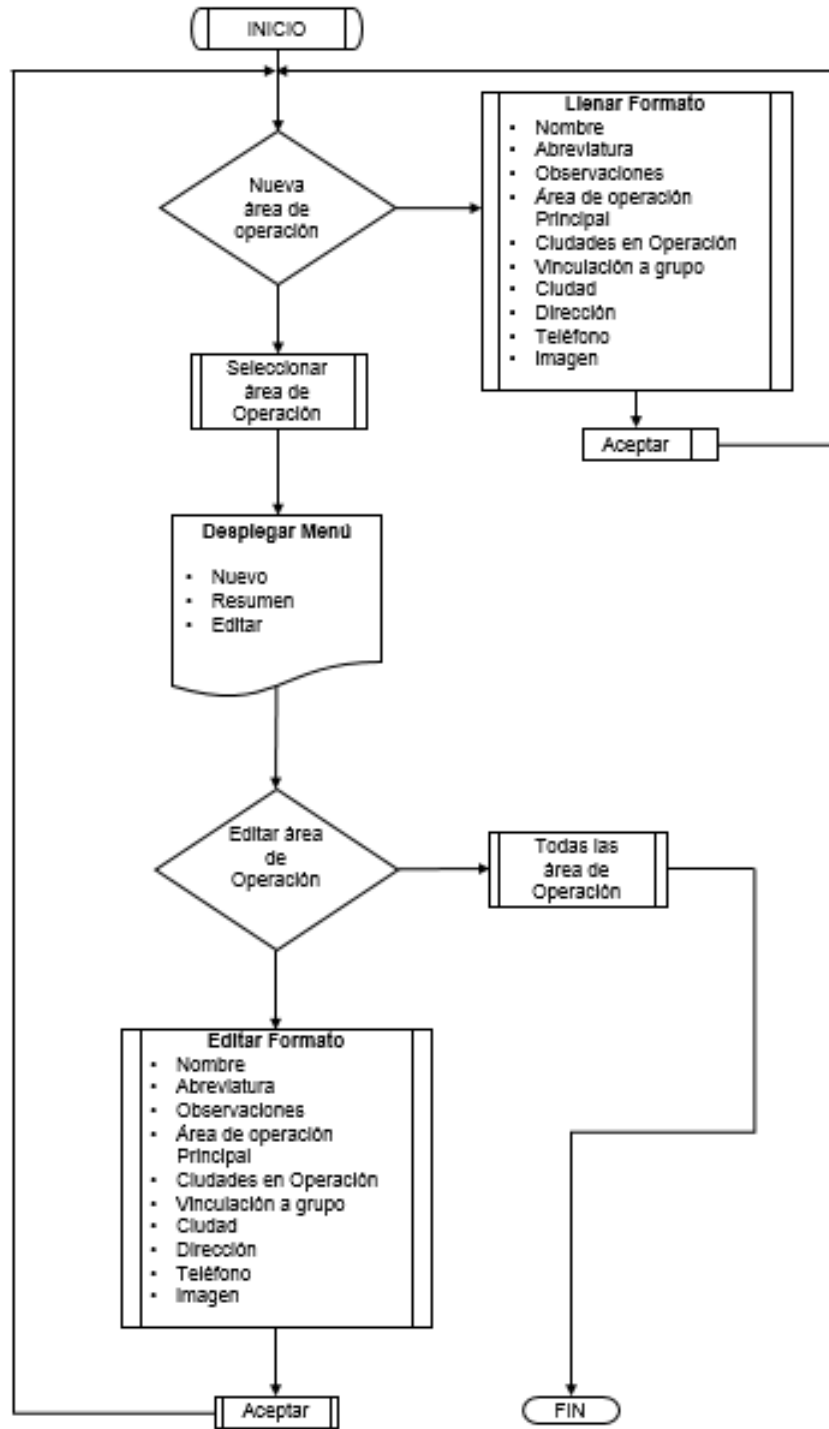 INICIO
Nueva
área de
operación
Llenar Formato
▪ Nombre
▪ Abreviatura
▪ Observaciones
▪ Área de operación
Principal
▪ Ciudades en Operación
▪ Vinculación a grupo
▪ Ciudad
▪ Dirección
▪ Teléfono
▪ Imagen
Aceptar
Seleccionar
área de
Operación
Desplegar Menú
▪ Nuevo
▪ Resumen
▪ Editar
Editar área
de
Operación
Todas las
área de
Operación
Editar Formato
▪ Nombre
▪ Abreviatura
▪ Observaciones
▪ Área de operación
Principal
▪ Ciudades en Operación
▪ Vinculación a grupo
▪ Ciudad
▪ Dirección
▪ Teléfono
▪ Imagen
Aceptar
FIN